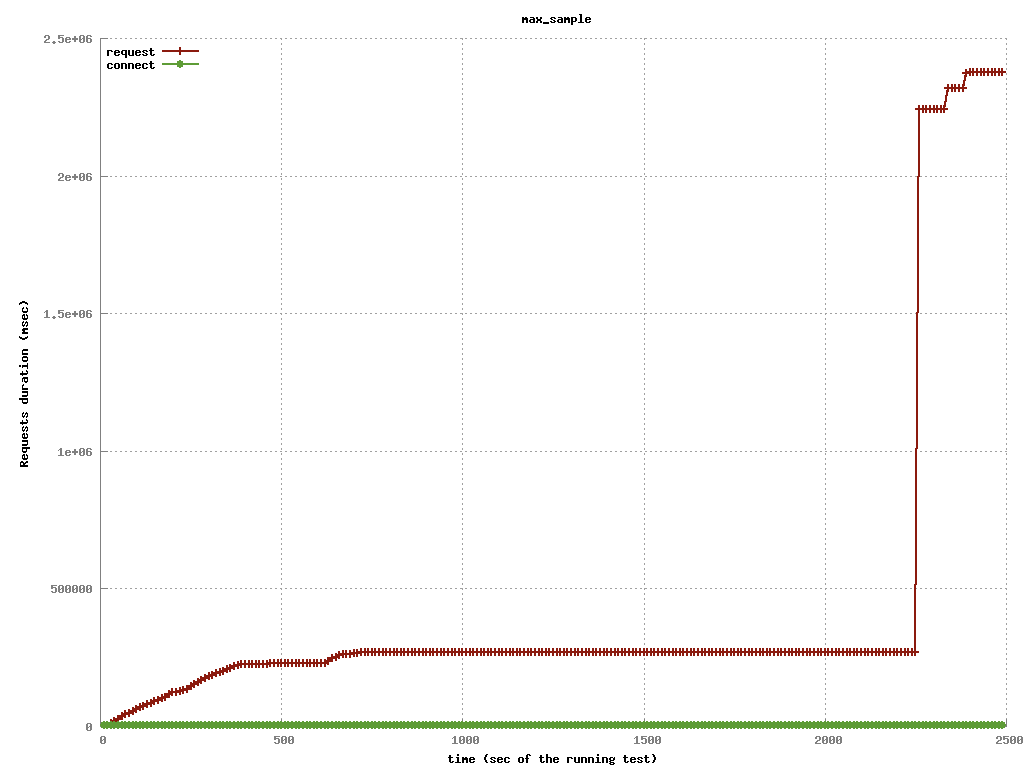 max_sample
2.5e+06
request
connect
2e+06
1.5e+06
Requests duration (msec)
1e+06
500000
0
0 500 1000 1500 2000 2500
time (sec of the running test)